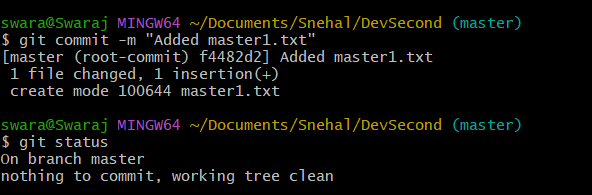 swara@Swaraj MINGW64 ~/Documents/Snehal/DevSecond (master)
$ git commit -m "Added master1.txt"
[master (root-commit) f4482d2] Added master1.txt
 1 file changed, 1 insertion(+)
 create mode 100644 master1.txt
swara@Swaraj MINGW64 ~/Documents/Snehal/DevSecond (master)
$ git status
On branch master
nothing to commit, working tree clean